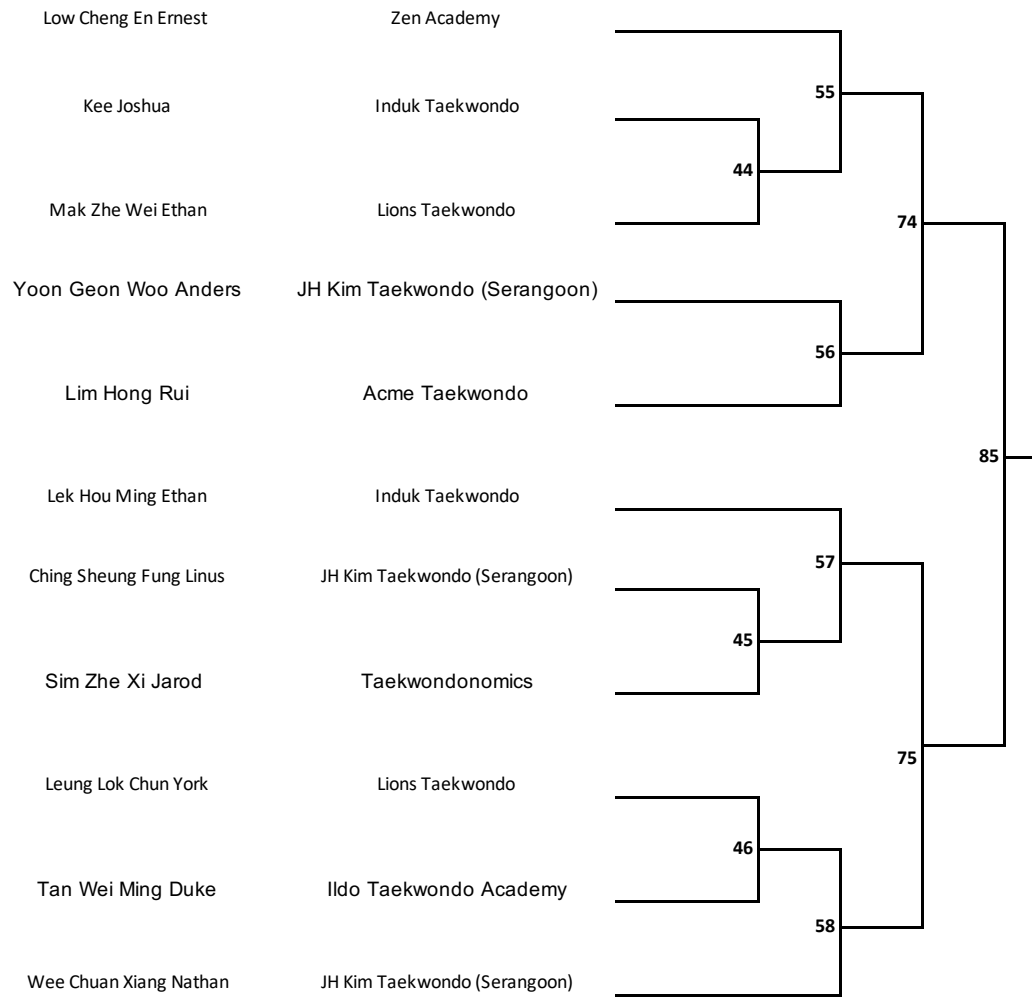 Low Cheng En Ernest Zen Academy
55
Kee Joshua Induk Taekwondo
44
Mak Zhe Wei Ethan Lions Taekwondo
74
Yoon Geon Woo Anders JH Kim Taekwondo (Serangoon)
56
Lim Hong Rui Acme Taekwondo
85
Lek Hou Ming Ethan Induk Taekwondo
57
Ching Sheung Fung Linus JH Kim Taekwondo (Serangoon)
45
Sim Zhe Xi Jarod Taekwondonomics
75
Leung Lok Chun York Lions Taekwondo
46
Tan Wei Ming Duke Ildo Taekwondo Academy
58
Wee Chuan Xiang Nathan JH Kim Taekwondo (Serangoon)